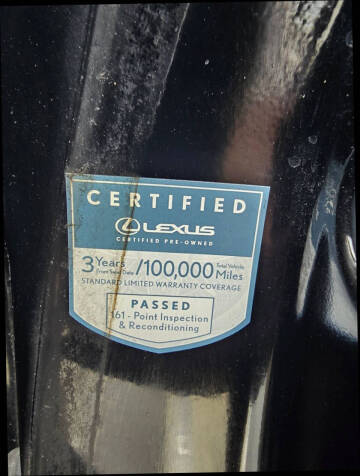 CERTIFIED
LEXUS
CERTIFIED PRE-OWNED
3 Years From Sale Date /100,000 Total Vehicle Miles
STANDARD LIMITED WARRANTY COVERAGE
PASSED
161 - Point Inspection
& Reconditioning